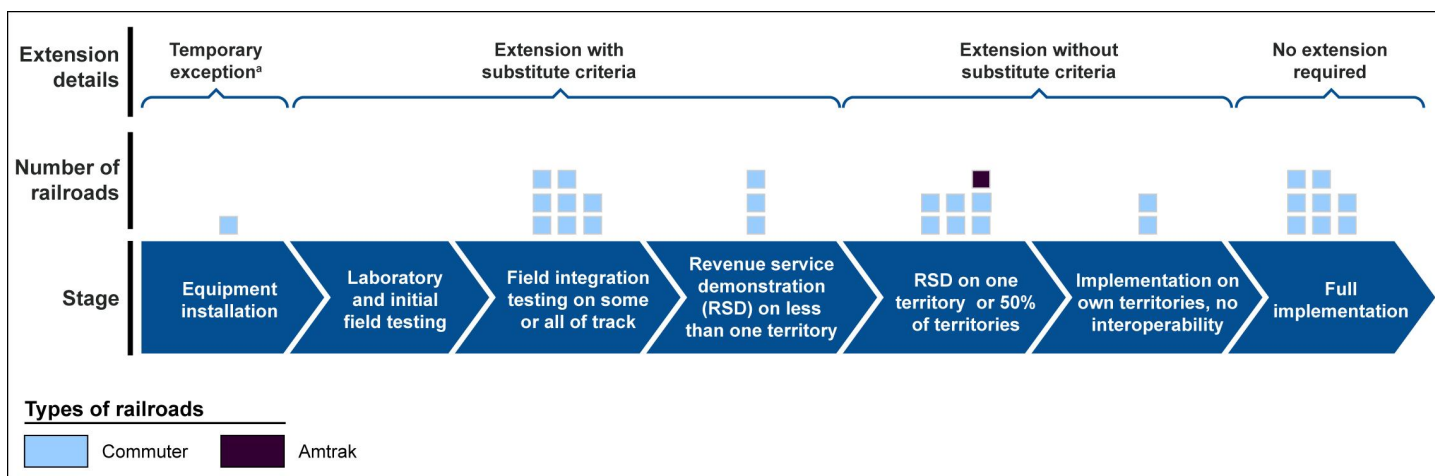 Extension
details
Temporary
exceptionᵃ
Extension with
substitute criteria
Extension without
substitute criteria
No extension
required
Number of
railroads
Stage
Equipment
installation
Laboratory
and initial
field testing
Field integration
testing on some
or all of track
Revenue service
demonstration
(RSD) on less
than one territory
RSD on one
territory or 50%
of territories
Implementation on
own territories, no
interoperability
Full
implementation
Types of railroads
Commuter
Amtrak